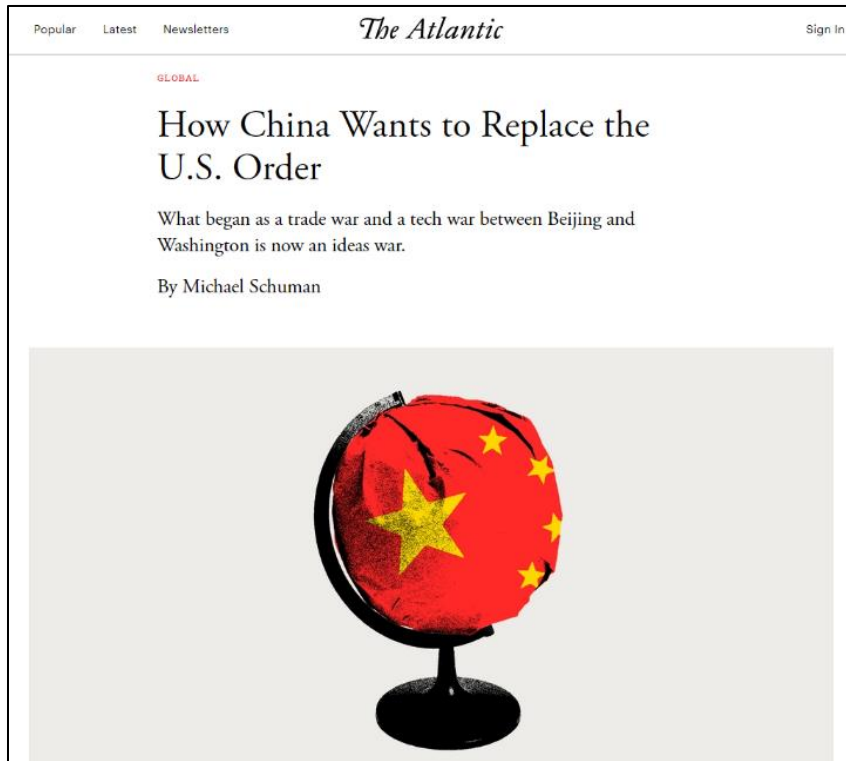 Popular Latest Newsletters The Atlantic Sign In
GLOBAL
How China Wants to Replace the
U.S. Order
What began as a trade war and a tech war between Beijing and
Washington is now an ideas war.
By Michael Schuman